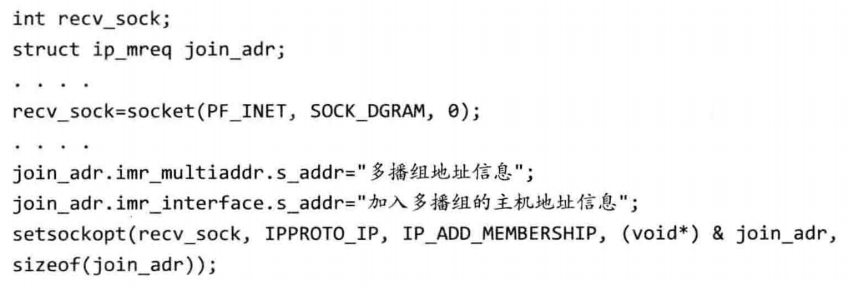 int recv_sock;
struct ip_mreq join_adr;
. . . .
recv_sock=socket(PF_INET, SOCK_DGRAM, 0);
. . . .
join_adr.imr_multiaddr.s_addr="多播组地址信息";
join_adr.imr_interface.s_addr="加入多播组的主机地址信息";
setsockopt(recv_sock, IPPROTO_IP, IP_ADD_MEMBERSHIP, (void*) & join_adr,
sizeof(join_adr));